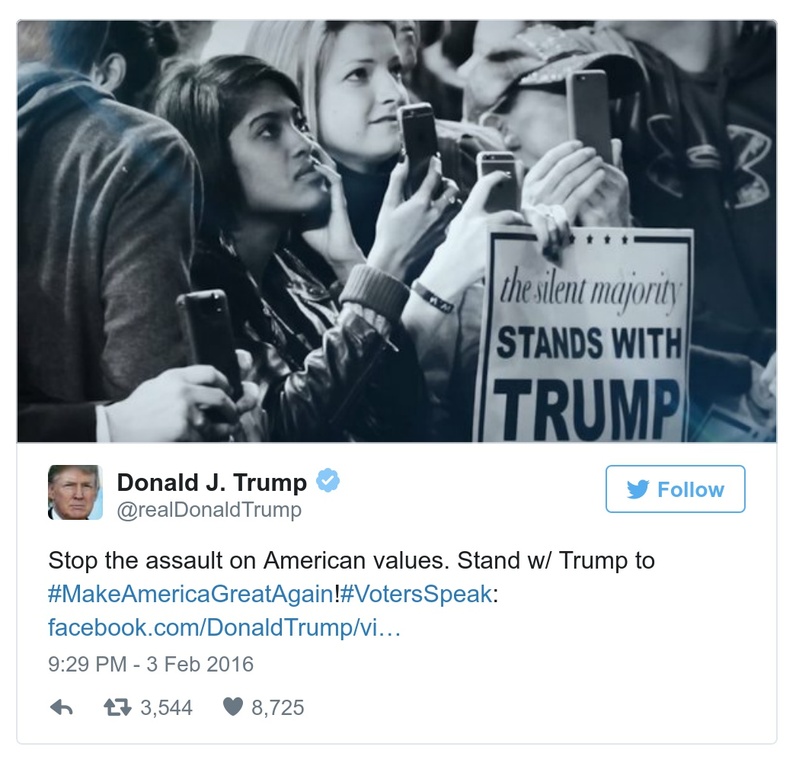 the silent majority
STANDS WITH
TRUMP
Donald J. Trump
@realDonaldTrump
Follow
Stop the assault on American values. Stand w/ Trump to
#MakeAmericaGreatAgain!#VotersSpeak:
facebook.com/DonaldTrump/vi…
9:29 PM - 3 Feb 2016
3,544 8,725